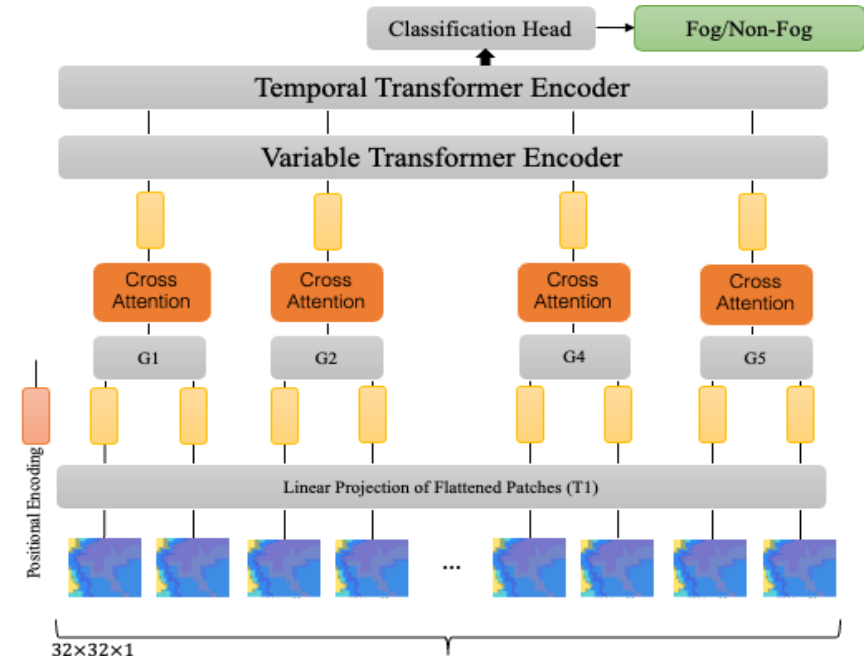 Classification Head
Fog/Non-Fog
Temporal Transformer Encoder
Variable Transformer Encoder
Cross
Attention
Cross
Attention
Cross
Attention
Cross
Attention
G1
G2
G4
G5
Positional Encoding
Linear Projection of Flattened Patches (T1)
...
32×32×1